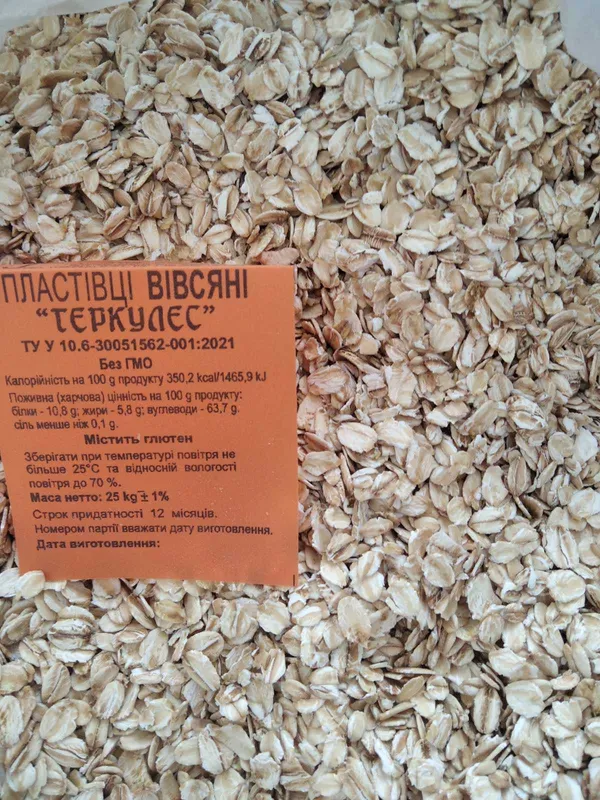 ПЛАСТІВЦІ ВІВСЯНІ
“ГЕРКУЛЕС”
ТУ У 10.6-30051562-001:2021
Без ГМО
Калорійність на 100 g продукту 350,2 kcal/1465,9 kJ
Поживна (харчова) цінність на 100 g продукту:
білки - 10,8 g; жири - 5,8 g; вуглеводи - 63,7 g.
сіль менше ніж 0,1 g.
Містить глютен
Зберігати при температурі повітря не
більше 25°С та відносній вологості
повітря до 70 %.
Маса нетто: 25 kg ± 1%
Строк придатності 12 місяців.
Номером партії вважати дату виготовлення.
Дата виготовлення: